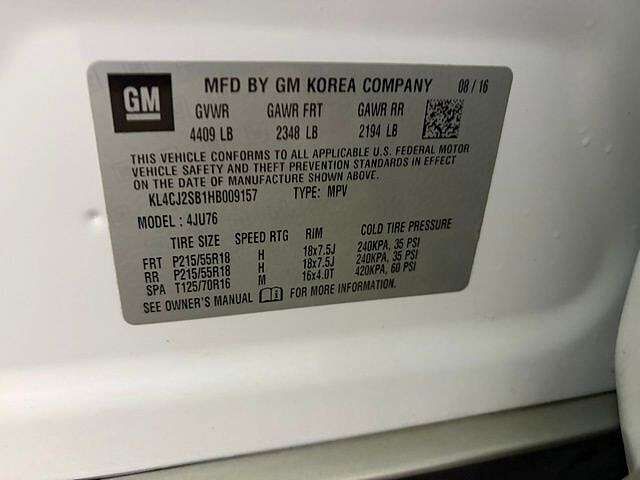 GM MFD BY GM KOREA COMPANY 08 / 16
GVWR GAWR FRT GAWR RR
4409 LB 2348 LB 2194 LB
THIS VEHICLE CONFORMS TO ALL APPLICABLE U.S. FEDERAL MOTOR
VEHICLE SAFETY AND THEFT PREVENTION STANDARDS IN EFFECT
ON THE DATE OF MANUFACTURE SHOWN ABOVE.
KL4CJ2SB1HB009157 TYPE: MPV
MODEL : 4JU76
TIRE SIZE SPEED RTG RIM COLD TIRE PRESSURE
FRT P215/55R18 H 18x7.5J 240KPA, 35 PSI
RR P215/55R18 H 18x7.5J 240KPA, 35 PSI
SPA T125/70R16 M 16x4.0T 420KPA, 60 PSI
SEE OWNER'S MANUAL FOR MORE INFORMATION.